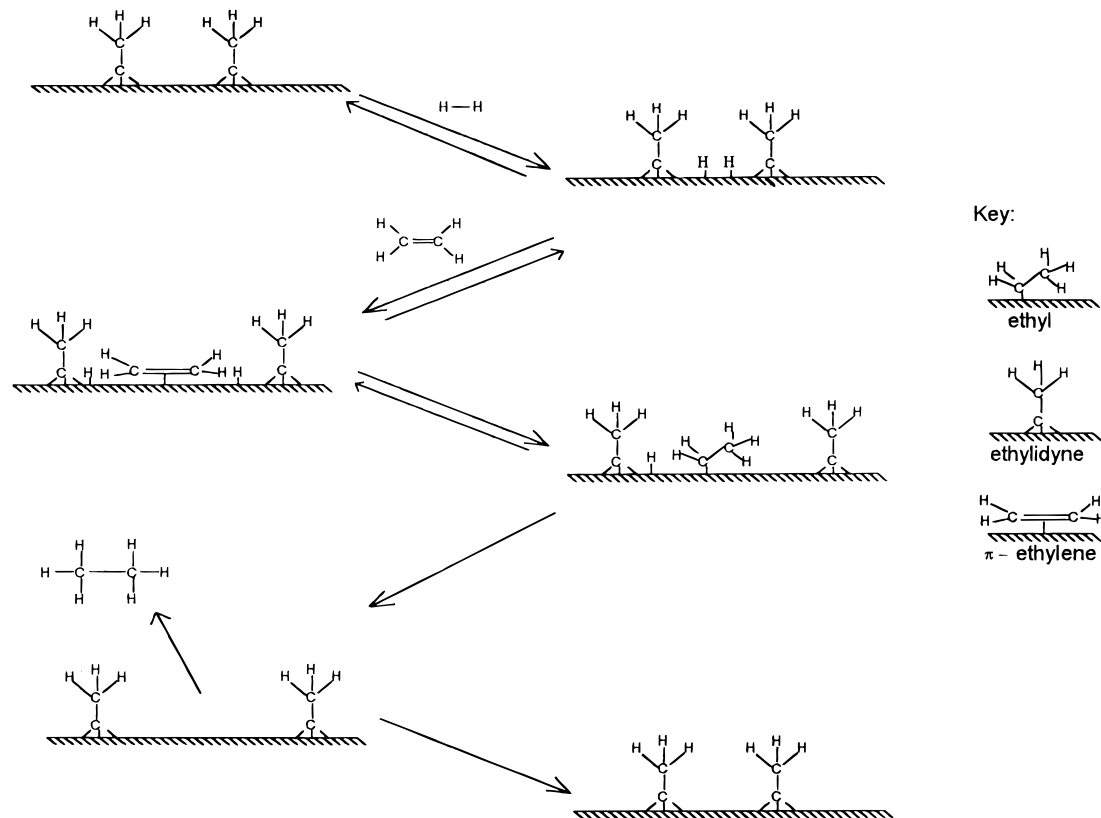 H H H H H H
C C
C C
H—H
H H H H H H
C H H C
C C
Key:
H H
C=C
H H
H H H
C C
H H
ethyl
H H H H H H
C H H C
C H H C=C H H C
H
H H
C
C
ethylidyne
H H H H H H
C H H H C
C H H C C H C
H H
H C=C H
π – ethylene
H H
H C—C H
H H
H H H H H H
C C
C C
H H H H H H
C C
C C